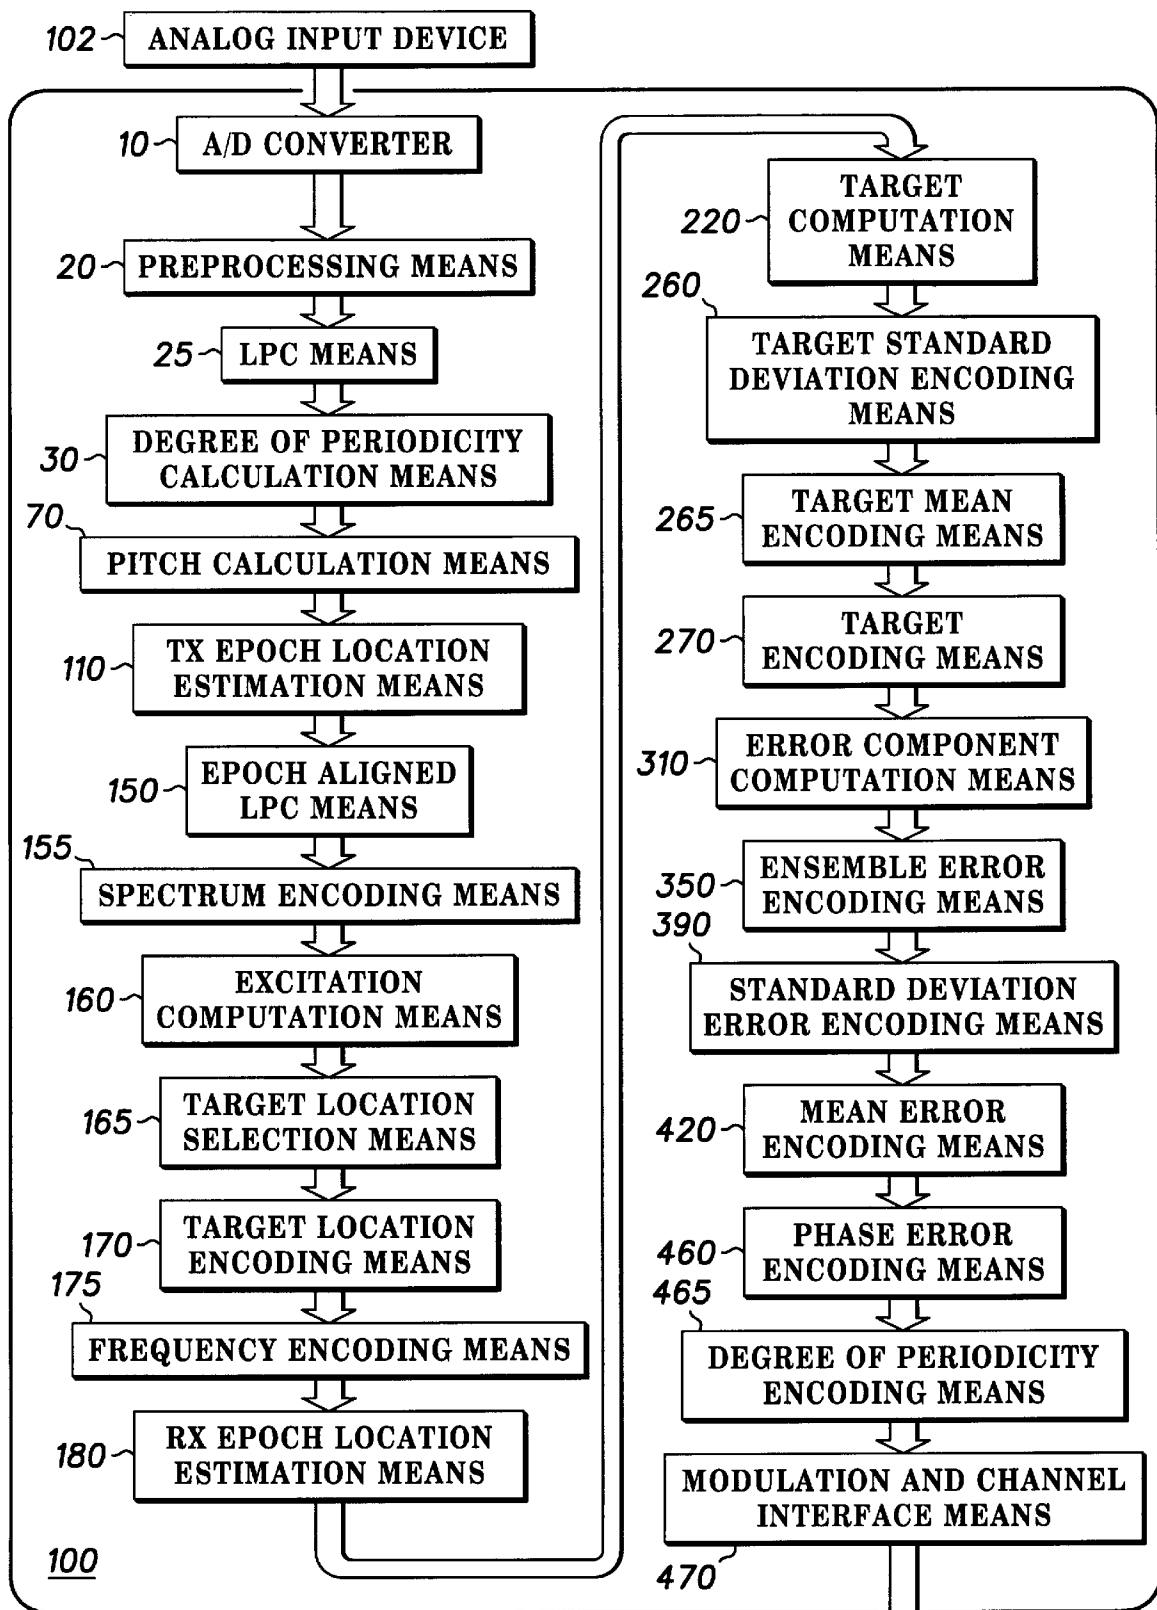 102 ANALOG INPUT DEVICE
10 A/D CONVERTER
20 PREPROCESSING MEANS
25 LPC MEANS
30 DEGREE OF PERIODICITY
CALCULATION MEANS
70
PITCH CALCULATION MEANS
110 TX EPOCH LOCATION
ESTIMATION MEANS
150 EPOCH ALIGNED
LPC MEANS
155
SPECTRUM ENCODING MEANS
160 EXCITATION
COMPUTATION MEANS
165 TARGET LOCATION
SELECTION MEANS
170 TARGET LOCATION
ENCODING MEANS
175
FREQUENCY ENCODING MEANS
180 RX EPOCH LOCATION
ESTIMATION MEANS
100
220 TARGET
COMPUTATION
MEANS
260
TARGET STANDARD
DEVIATION ENCODING
MEANS
265 TARGET MEAN
ENCODING MEANS
270 TARGET
ENCODING MEANS
310 ERROR COMPONENT
COMPUTATION MEANS
350 ENSEMBLE ERROR
ENCODING MEANS
390
STANDARD DEVIATION
ERROR ENCODING MEANS
420 MEAN ERROR
ENCODING MEANS
460 PHASE ERROR
ENCODING MEANS
465
DEGREE OF PERIODICITY
ENCODING MEANS
MODULATION AND CHANNEL
INTERFACE MEANS
470